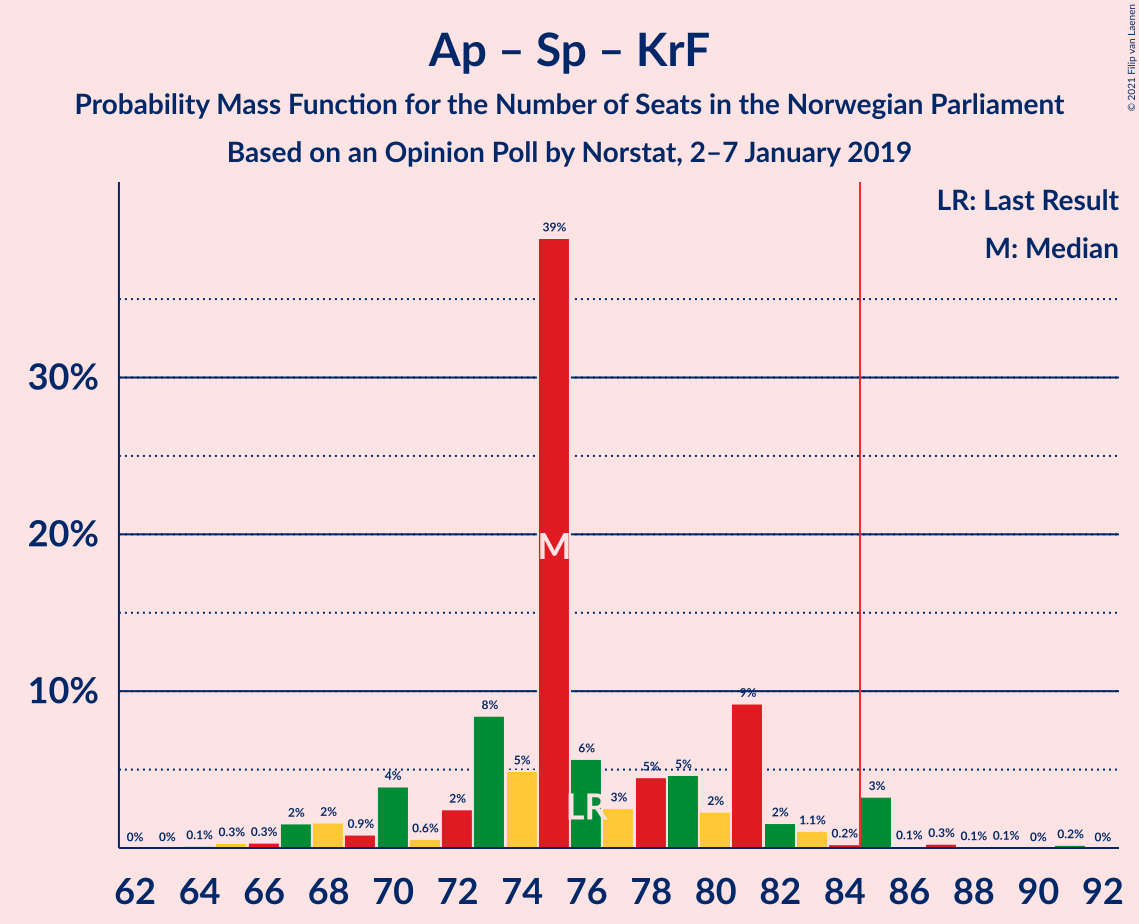 Ap – Sp – KrF
Probability Mass Function for the Number of Seats in the Norwegian Parliament
Based on an Opinion Poll by Norstat, 2–7 January 2019
© 2021 Filip van Laenen
LR: Last Result
M: Median
30%
20%
10%
0% 0% 0.1% 0.3% 0.3% 2% 2% 0.9% 4% 0.6% 2% 8% 5% 39% 6% 3% 5% 5% 2% 9% 2% 1.1% 0.2% 3% 0.1% 0.3% 0.1% 0.1% 0% 0.2% 0%
M
LR
62 64 66 68 70 72 74 76 78 80 82 84 86 88 90 92